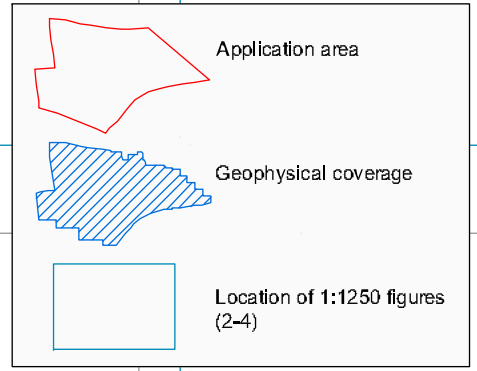 Application area
Geophysical coverage
Location of 1:1250 figures
(2-4)